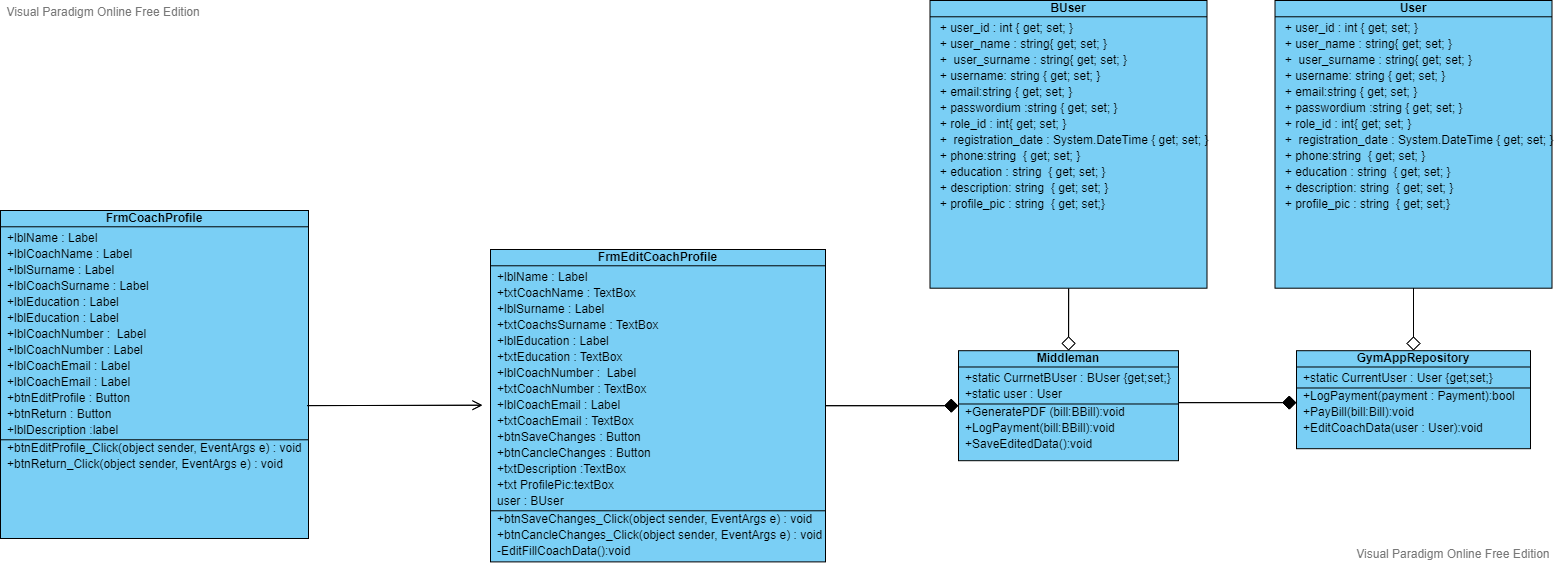 Visual Paradigm Online Free Edition
BUser
+ user_id : int { get; set; }
+ user_name : string{ get; set; }
+  user_surname : string{ get; set; }
+ username: string { get; set; }
+ email:string { get; set; }
+ passwordium :string { get; set; }
+ role_id : int{ get; set; }
+  registration_date : System.DateTime { get; set; }
+ phone:string  { get; set; }
+ education : string  { get; set; }
+ description: string  { get; set; }
+ profile_pic : string  { get; set;}
User
+ user_id : int { get; set; }
+ user_name : string{ get; set; }
+  user_surname : string{ get; set; }
+ username: string { get; set; }
+ email:string { get; set; }
+ passwordium :string { get; set; }
+ role_id : int{ get; set; }
+  registration_date : System.DateTime { get; set; }
+ phone:string  { get; set; }
+ education : string  { get; set; }
+ description: string  { get; set; }
+ profile_pic : string  { get; set;}
FrmCoachProfile
+lblName : Label
+lblCoachName : Label
+lblSurname : Label
+lblCoachSurname : Label
+lblEducation : Label
+lblEducation : Label
+lblCoachNumber :  Label
+lblCoachNumber : Label
+lblCoachEmail : Label
+lblCoachEmail : Label
+btnEditProfile : Button
+btnReturn : Button
+lblDescription :label
+btnEditProfile_Click(object sender, EventArgs e) : void
+btnReturn_Click(object sender, EventArgs e) : void
FrmEditCoachProfile
+lblName : Label
+txtCoachName : TextBox
+lblSurname : Label
+txtCoachsSurname : TextBox
+lblEducation : Label
+txtEducation : TextBox
+lblCoachNumber :  Label
+txtCoachNumber : TextBox
+lblCoachEmail : Label
+txtCoachEmail : TextBox
+btnSaveChanges : Button
+btnCancleChanges : Button
+txtDescription :TextBox
+txt ProfilePic:textBox
user : BUser
+btnSaveChanges_Click(object sender, EventArgs e) : void
+btnCancleChanges_Click(object sender, EventArgs e) : void
-EditFillCoachData():void
Middleman
+static CurrnetBUser : BUser {get;set;}
+static user : User
+GeneratePDF (bill:BBill):void
+LogPayment(bill:BBill):void
+SaveEditedData():void
GymAppRepository
+static CurrentUser : User {get;set;}
+LogPayment(payment : Payment):bool
+PayBill(bill:Bill):void
+EditCoachData(user : User):void
Visual Paradigm Online Free Edition